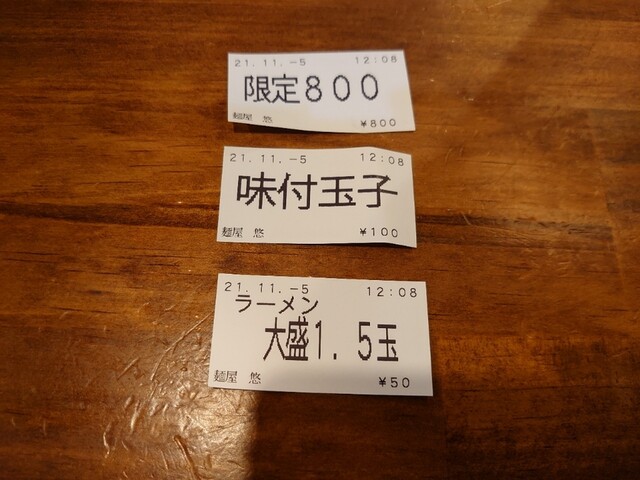 21.11.-5 12:08
限定800
麺屋 悠 ¥800
21.11.-5 12:08
味付玉子
麺屋 悠 ¥100
21.11.-5 12:08
ラーメン
大盛1.5玉
麺屋 悠 ¥50